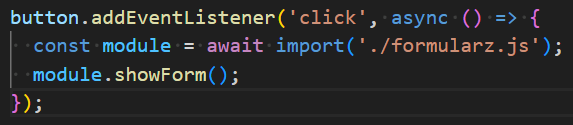 button.addEventListener('click', async () => {
  const module = await import('./formularz.js');
  module.showForm();
});